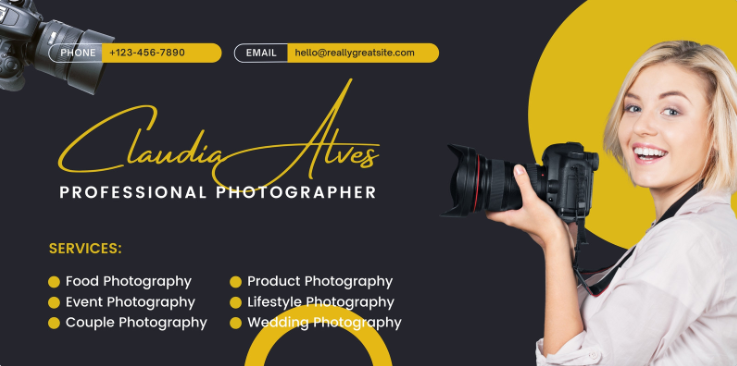 PHONE +123-456-7890 EMAIL hello@reallygreatsite.com
Claudia Alves
PROFESSIONAL PHOTOGRAPHER
SERVICES:
Food Photography
Event Photography
Couple Photography
Product Photography
Lifestyle Photography
Wedding Photography